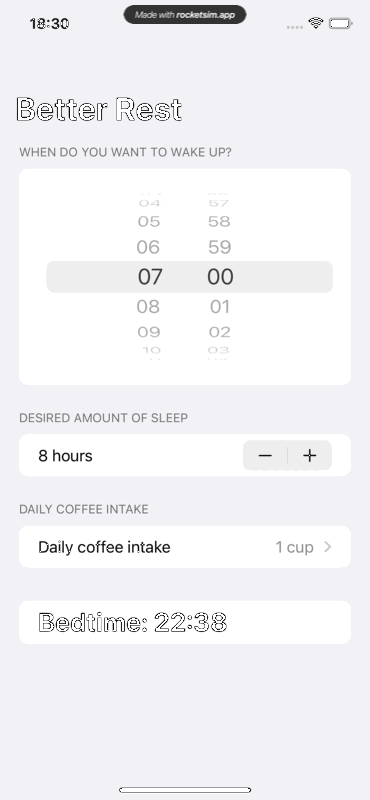 18:30
Made with rocketsim.app
Better Rest
WHEN DO YOU WANT TO WAKE UP?
04 57
05 58
06 59
07 00
08 01
09 02
10 03
DESIRED AMOUNT OF SLEEP
8 hours
DAILY COFFEE INTAKE
Daily coffee intake 1 cup
Bedtime: 22:38